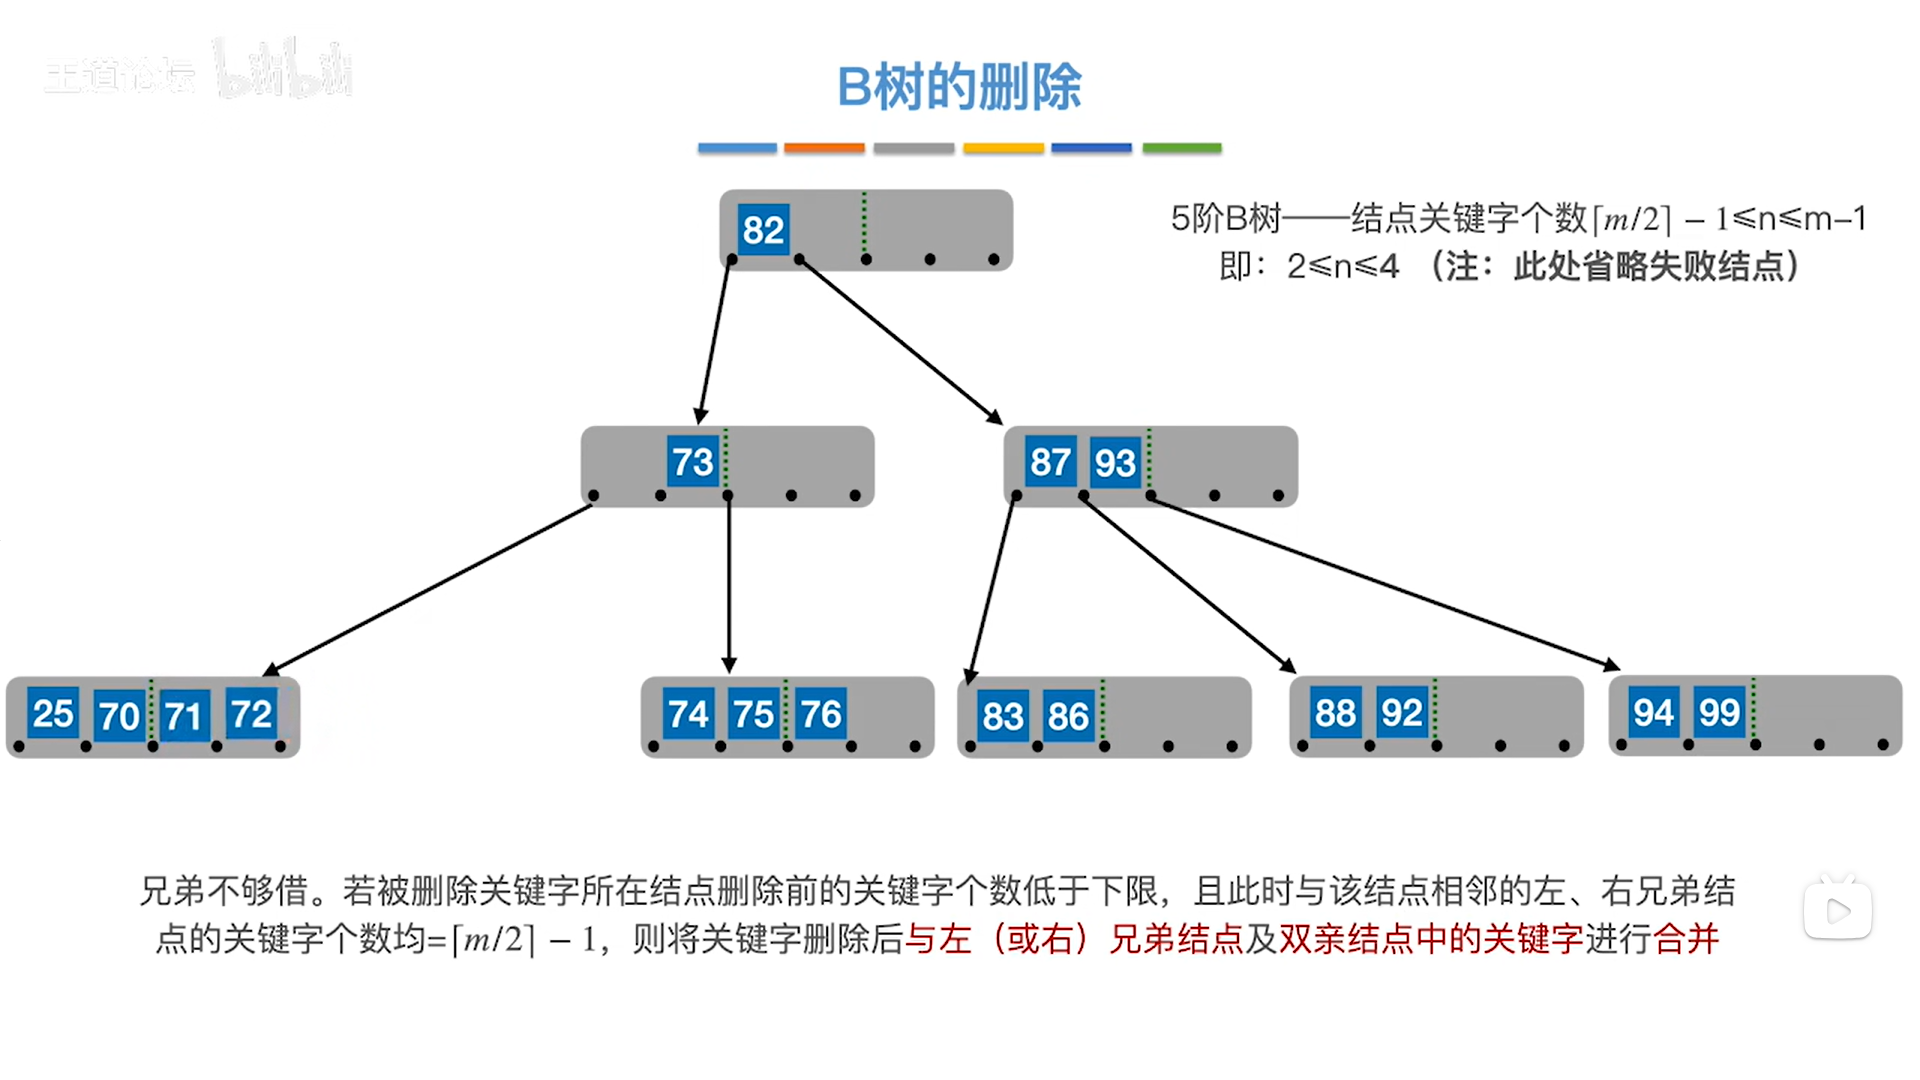 王道论坛 bilibili
B树的删除
82
5阶B树——结点关键字个数⌈m/2⌉ − 1≤n≤m–1
即：2≤n≤4 （注：此处省略失败结点）
73
87 93
25 70 71 72
74 75 76
83 86
88 92
94 99
兄弟不够借。若被删除关键字所在结点删除前的关键字个数低于下限，且此时与该结点相邻的左、右兄弟结
点的关键字个数均=⌈m/2⌉ − 1，则将关键字删除后与左（或右）兄弟结点及双亲结点中的关键字进行合并